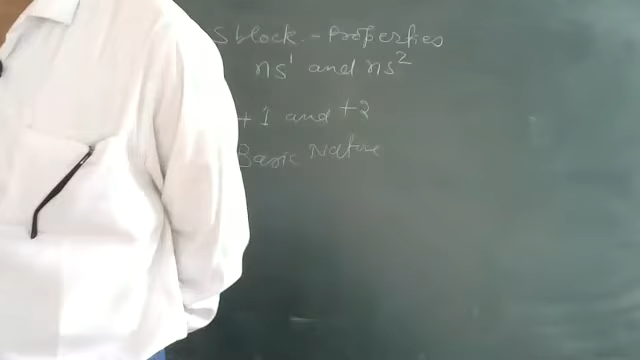 S block - Properties
ns¹ and ns²
+1 and +2
Basic Nature